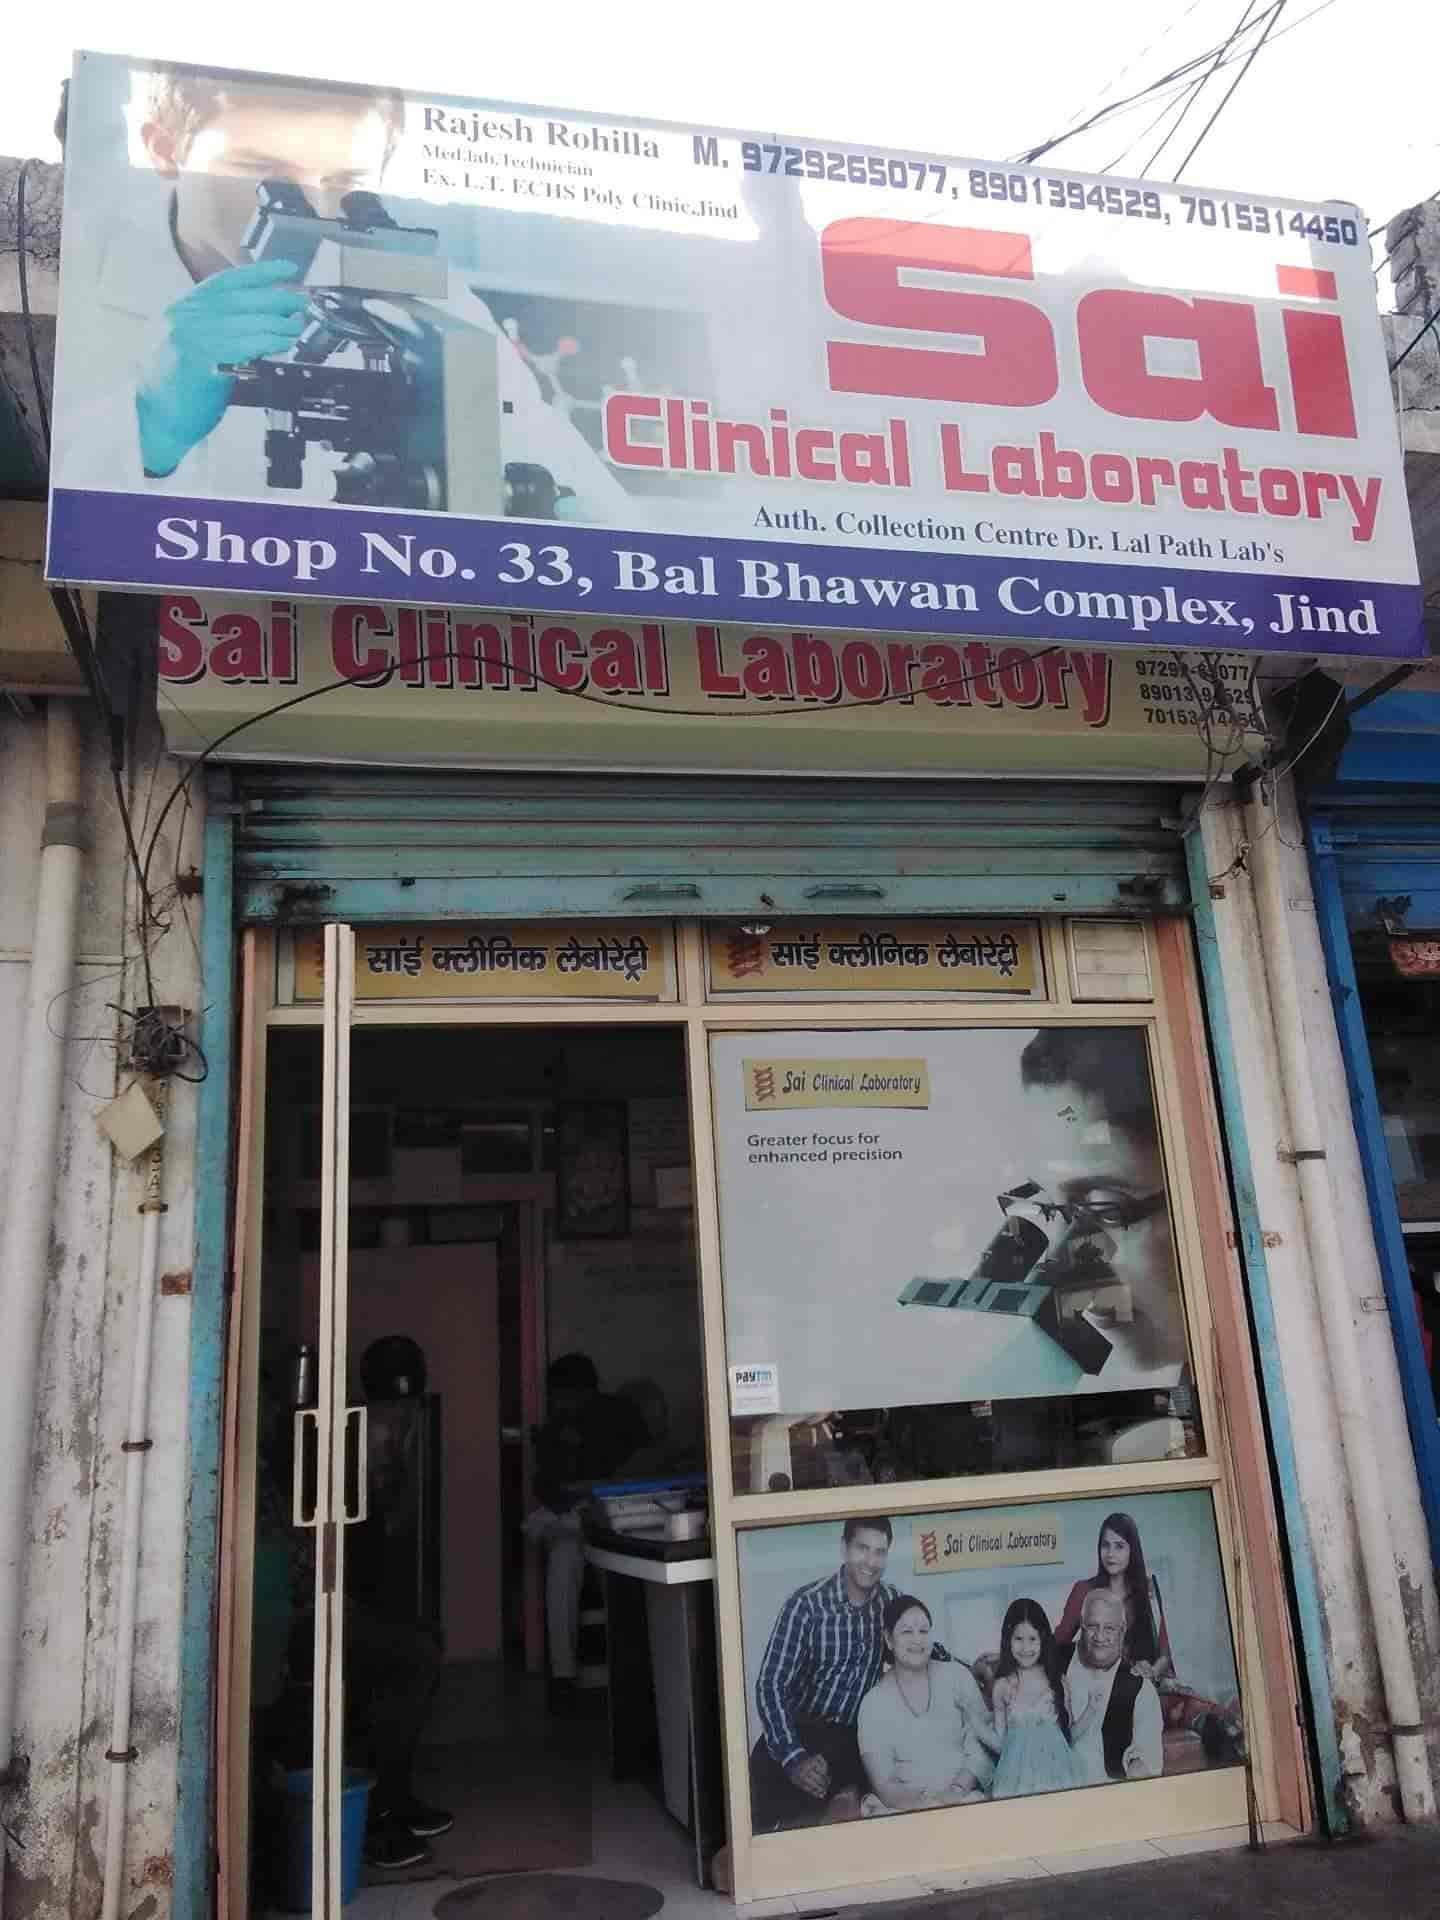 Rajesh Rohilla
Med.lab.Technician
Ex. L.T. ECHS Poly Clinic,Jind
M. 9729265077, 8901394529, 7015314450
Sai
Clinical Laboratory
Auth. Collection Centre Dr. Lal Path Lab's
Shop No. 33, Bal Bhawan Complex, Jind
Sai Clinical Laboratory
सांई क्लीनिक लैबोरेट्री
सांई क्लीनिक लैबोरेट्री
Sai Clinical Laboratory
Greater focus for
enhanced precision
Paytm
Sai Clinical Laboratory